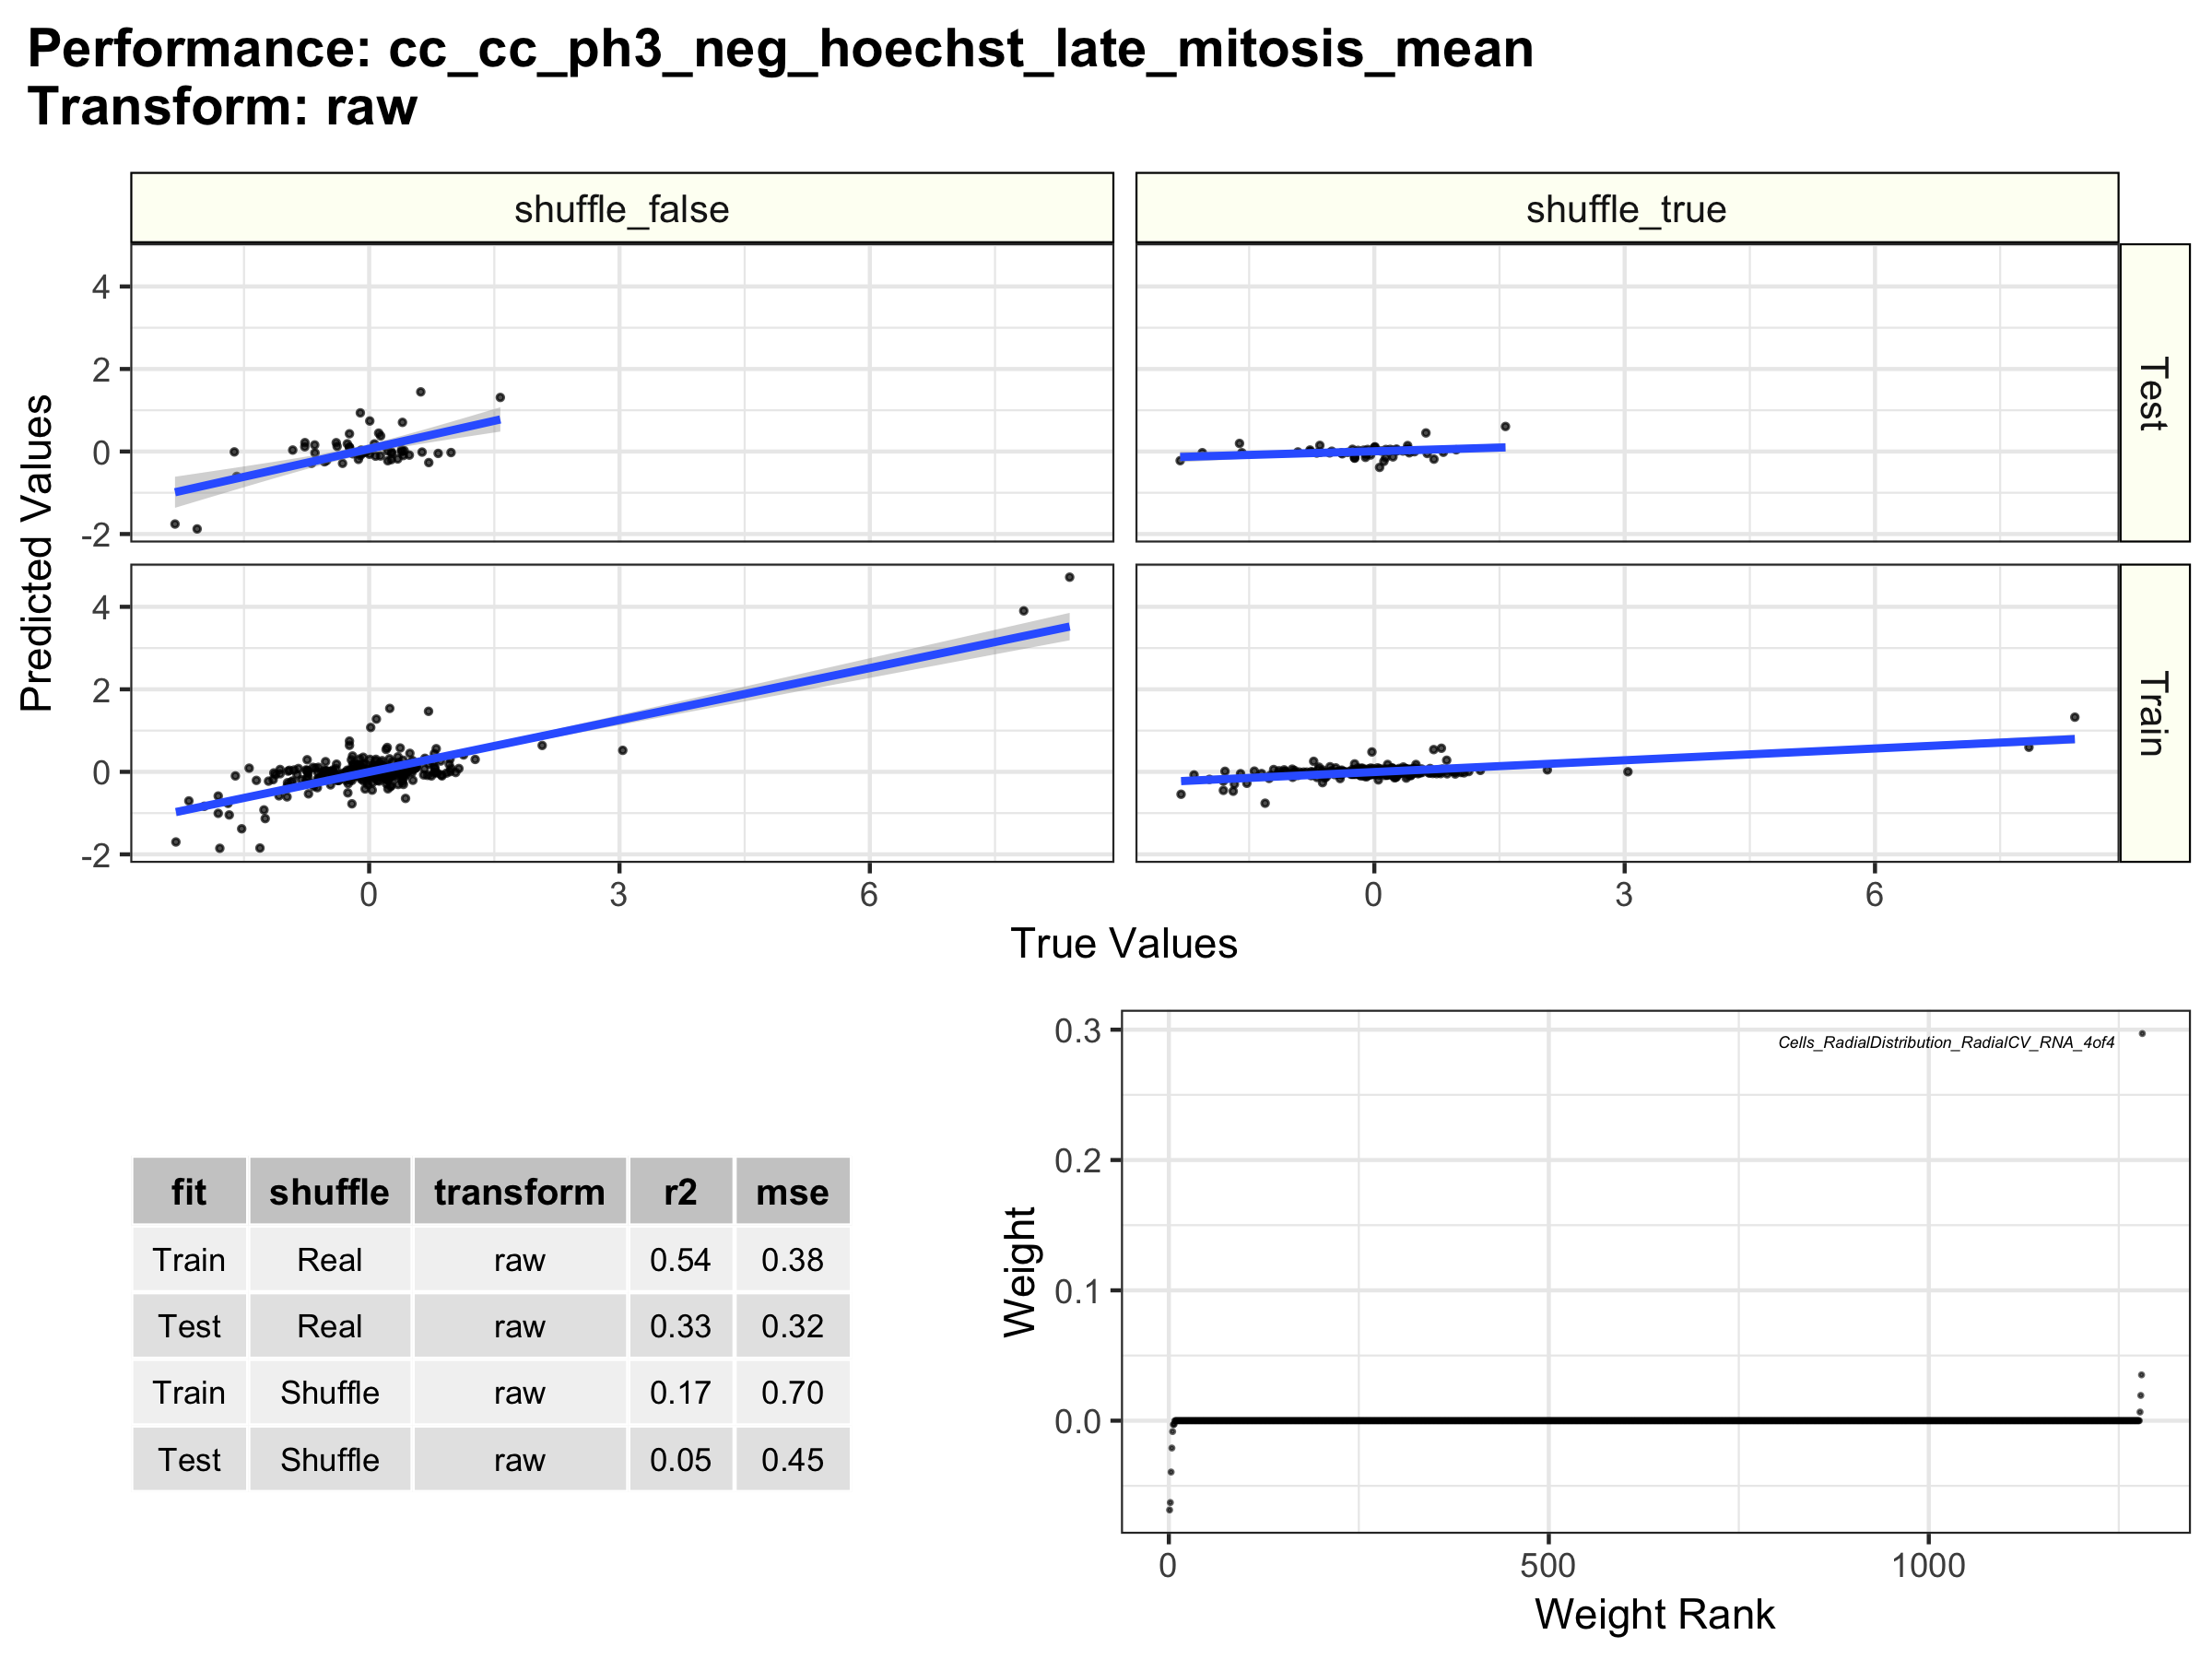 Performance: cc_cc_ph3_neg_hoechst_late_mitosis_mean
Transform: raw
shuffle_false
shuffle_true
4
2
0
-2
Test
Predicted Values
4
2
0
-2
Train
0
3
6
0
3
6
True Values
fit shuffle transform r2 mse
Train Real raw 0.54 0.38
Test Real raw 0.33 0.32
Train Shuffle raw 0.17 0.70
Test Shuffle raw 0.05 0.45
Cells_RadialDistribution_RadialCV_RNA_4of4
0.3
0.2
0.1
0.0
Weight
0
500
1000
Weight Rank